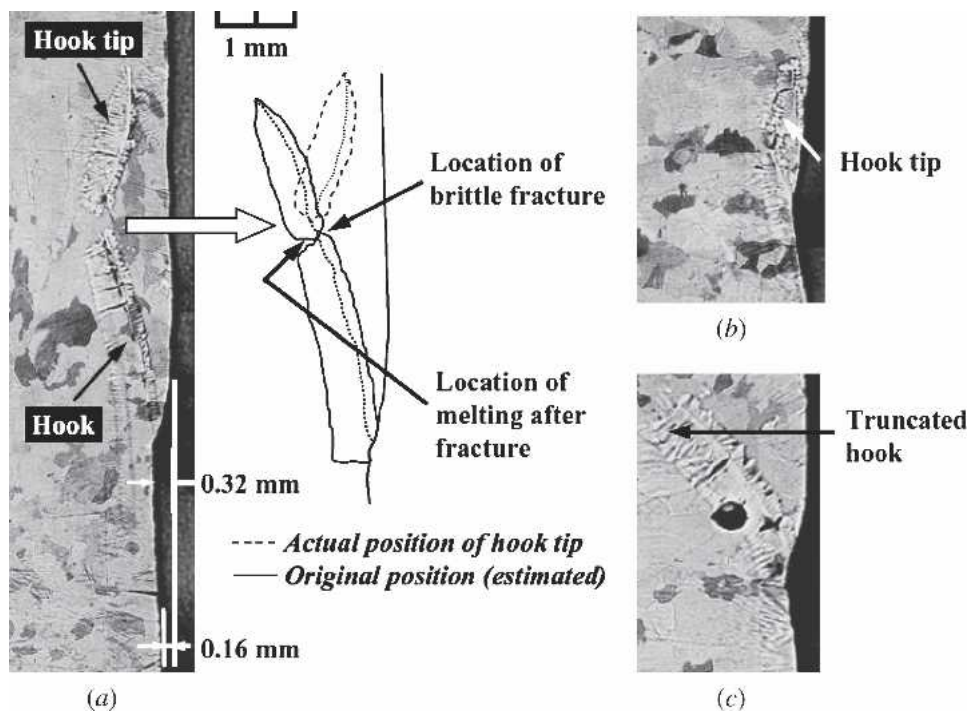 Hook tip
1 mm
Location of
brittle fracture
Location of
melting after
fracture
Hook
0.32 mm
Actual position of hook tip
Original position (estimated)
0.16 mm
(a)
Hook tip
(b)
Truncated
hook
(c)